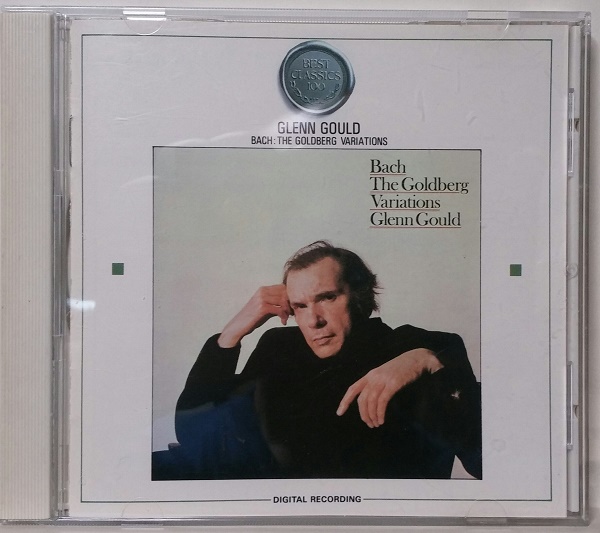 BEST
CLASSICS
100
GLENN GOULD
BACH: THE GOLDBERG VARIATIONS
Bach
The Goldberg
Variations
Glenn Gould
DIGITAL RECORDING